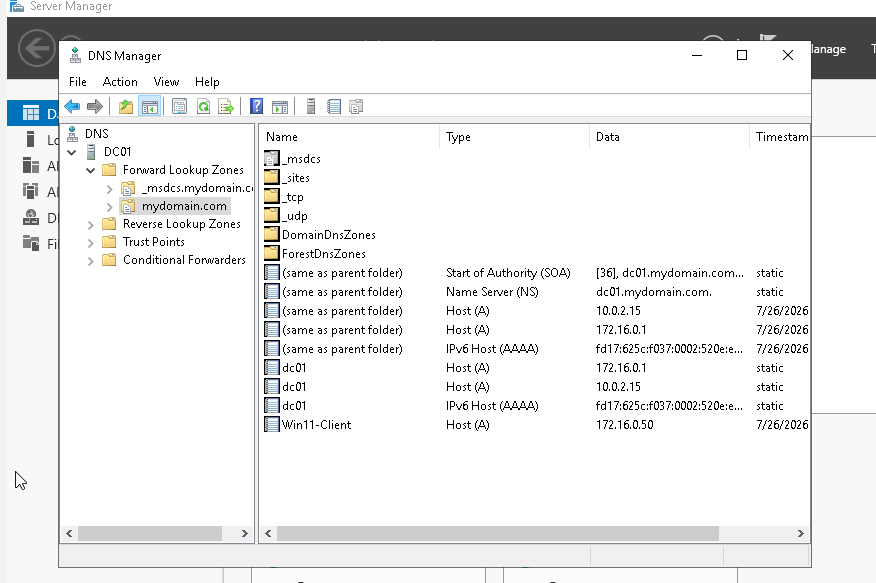 Server Manager
DNS Manager
File Action View Help
Manage
DNS
DC01
Forward Lookup Zones
_msdcs.mydomain.c
mydomain.com
Reverse Lookup Zones
Trust Points
Conditional Forwarders
Name Type Data Timestam
_msdcs
_sites
_tcp
_udp
DomainDnsZones
ForestDnsZones
(same as parent folder) Start of Authority (SOA) [36], dc01.mydomain.com... static
(same as parent folder) Name Server (NS) dc01.mydomain.com. static
(same as parent folder) Host (A) 10.0.2.15 7/26/2026
(same as parent folder) Host (A) 172.16.0.1 7/26/2026
(same as parent folder) IPv6 Host (AAAA) fd17:625c:f037:0002:520e:e... 7/26/2026
dc01 Host (A) 172.16.0.1 static
dc01 Host (A) 10.0.2.15 static
dc01 IPv6 Host (AAAA) fd17:625c:f037:0002:520e:e... static
Win11-Client Host (A) 172.16.0.50 7/26/2026